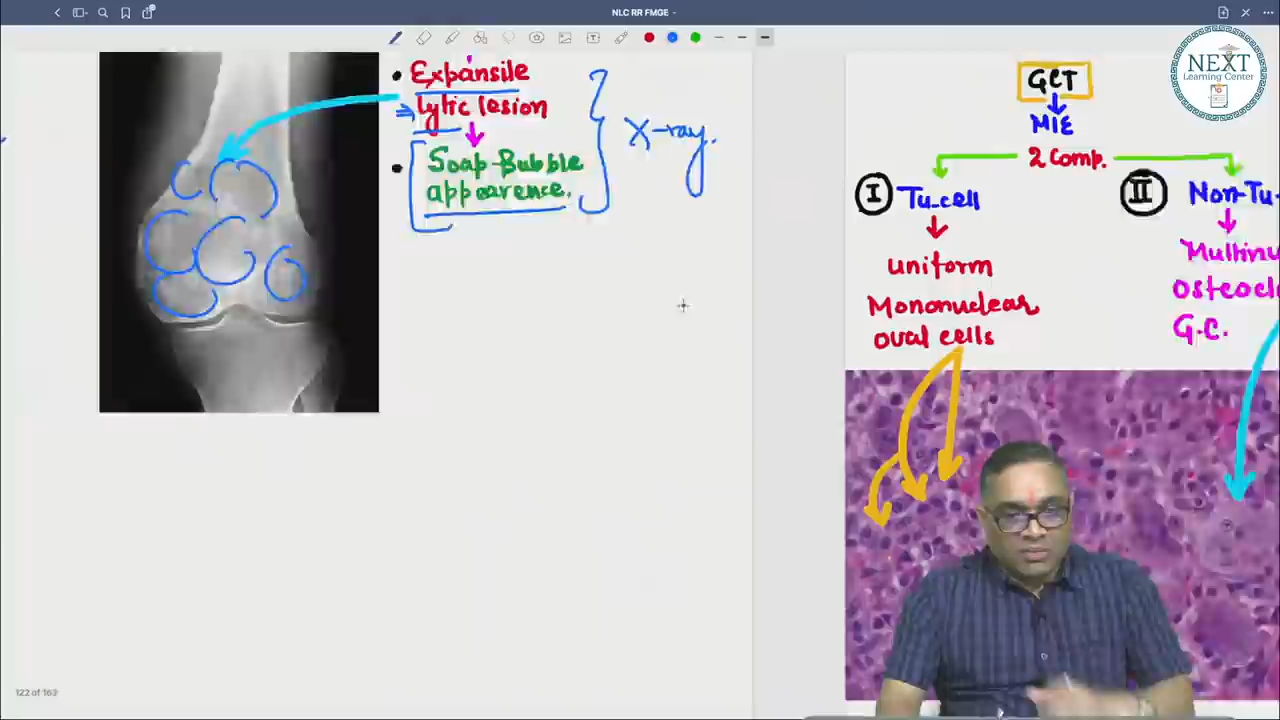 NLC RR FMGE
NEXT
Learning Center
• Expansile
⇒ lytic lesion
• Soap-Bubble
appearence.
X-ray.
GCT
MIE
2 Comp.
I Tu-cell
uniform
Mononuclear
oval cells
II Non-Tu-
Multinu
osteocl
G.C.
122 of 163